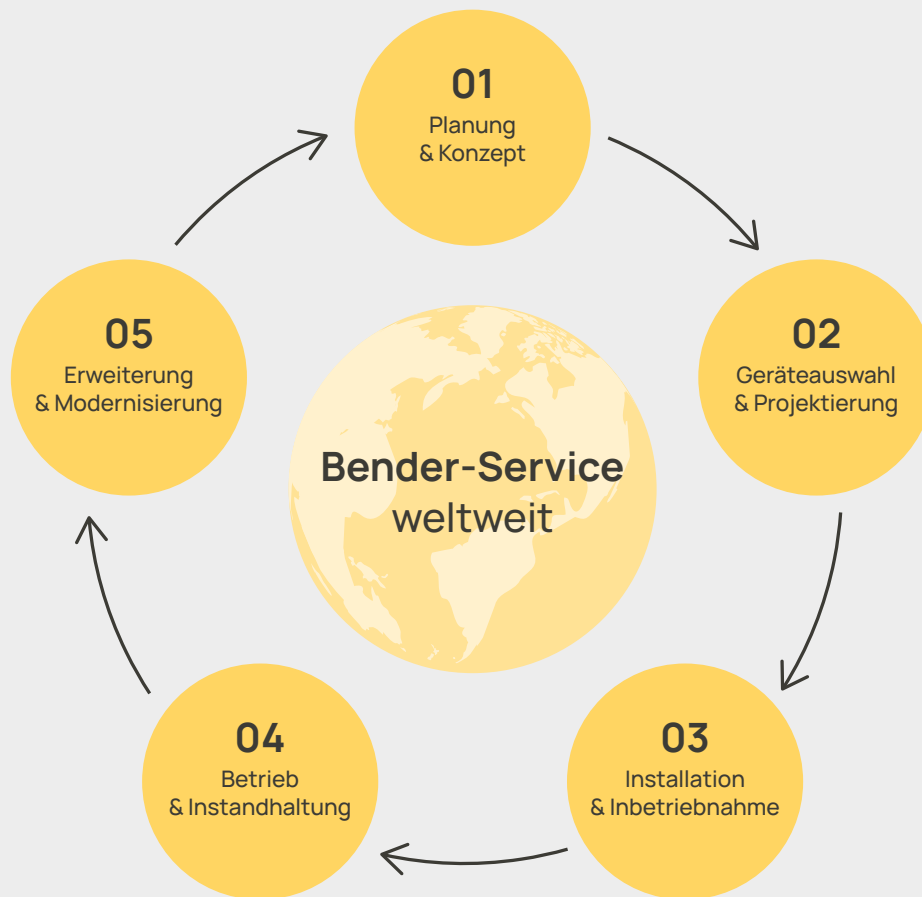 01
Planung
& Konzept
02
Geräteauswahl
& Projektierung
03
Installation
& Inbetriebnahme
04
Betrieb
& Instandhaltung
05
Erweiterung
& Modernisierung
Bender-Service
weltweit